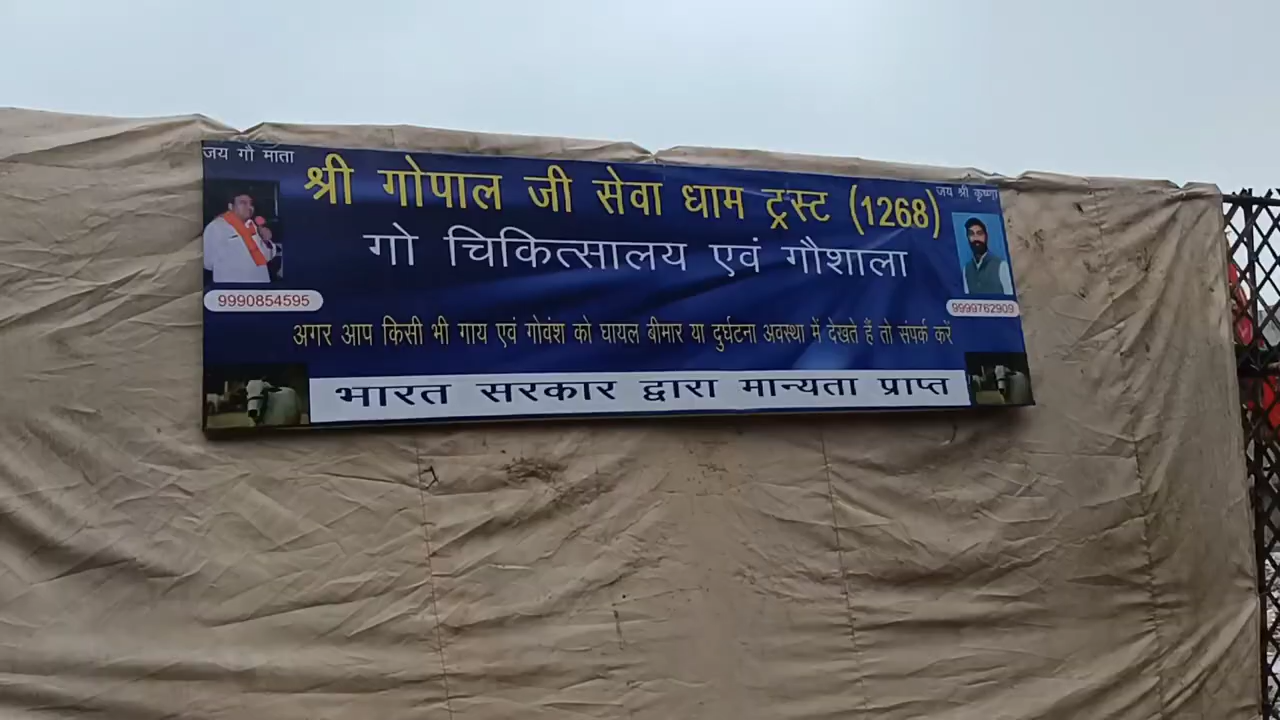 जय गौ माता
श्री गोपाल जी सेवा धाम ट्रस्ट (1268)
जय श्री कृष्णा
गो चिकित्सालय एवं गौशाला
9990854595
9999762909
अगर आप किसी भी गाय एवं गोवंश को घायल बीमार या दुर्घटना अवस्था में देखते हैं तो संपर्क करें
भारत सरकार द्वारा मान्यता प्राप्त